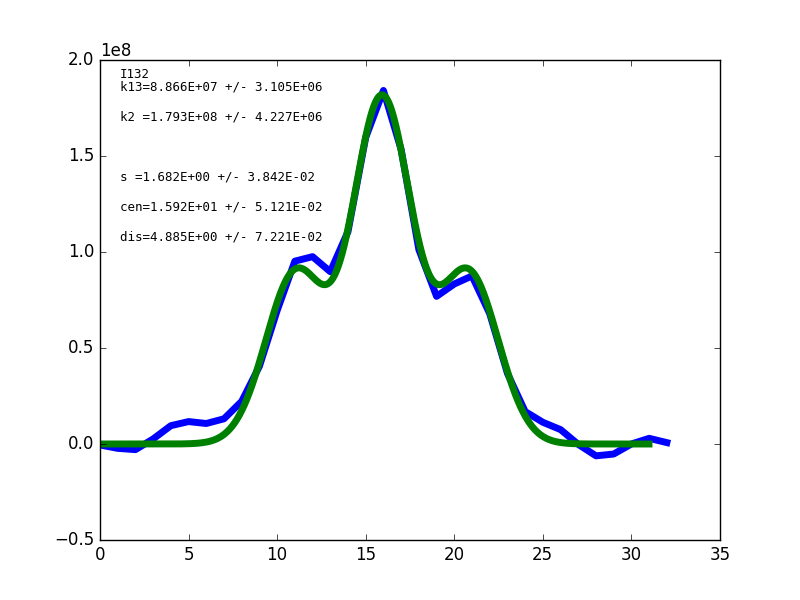 1e8
2.0
I132
k13=8.866E+07 +/- 3.105E+06
k2 =1.793E+08 +/- 4.227E+06
1.5
s =1.682E+00 +/- 3.842E-02
cen=1.592E+01 +/- 5.121E-02
dis=4.885E+00 +/- 7.221E-02
1.0
0.5
0.0
−0.5
0 5 10 15 20 25 30 35